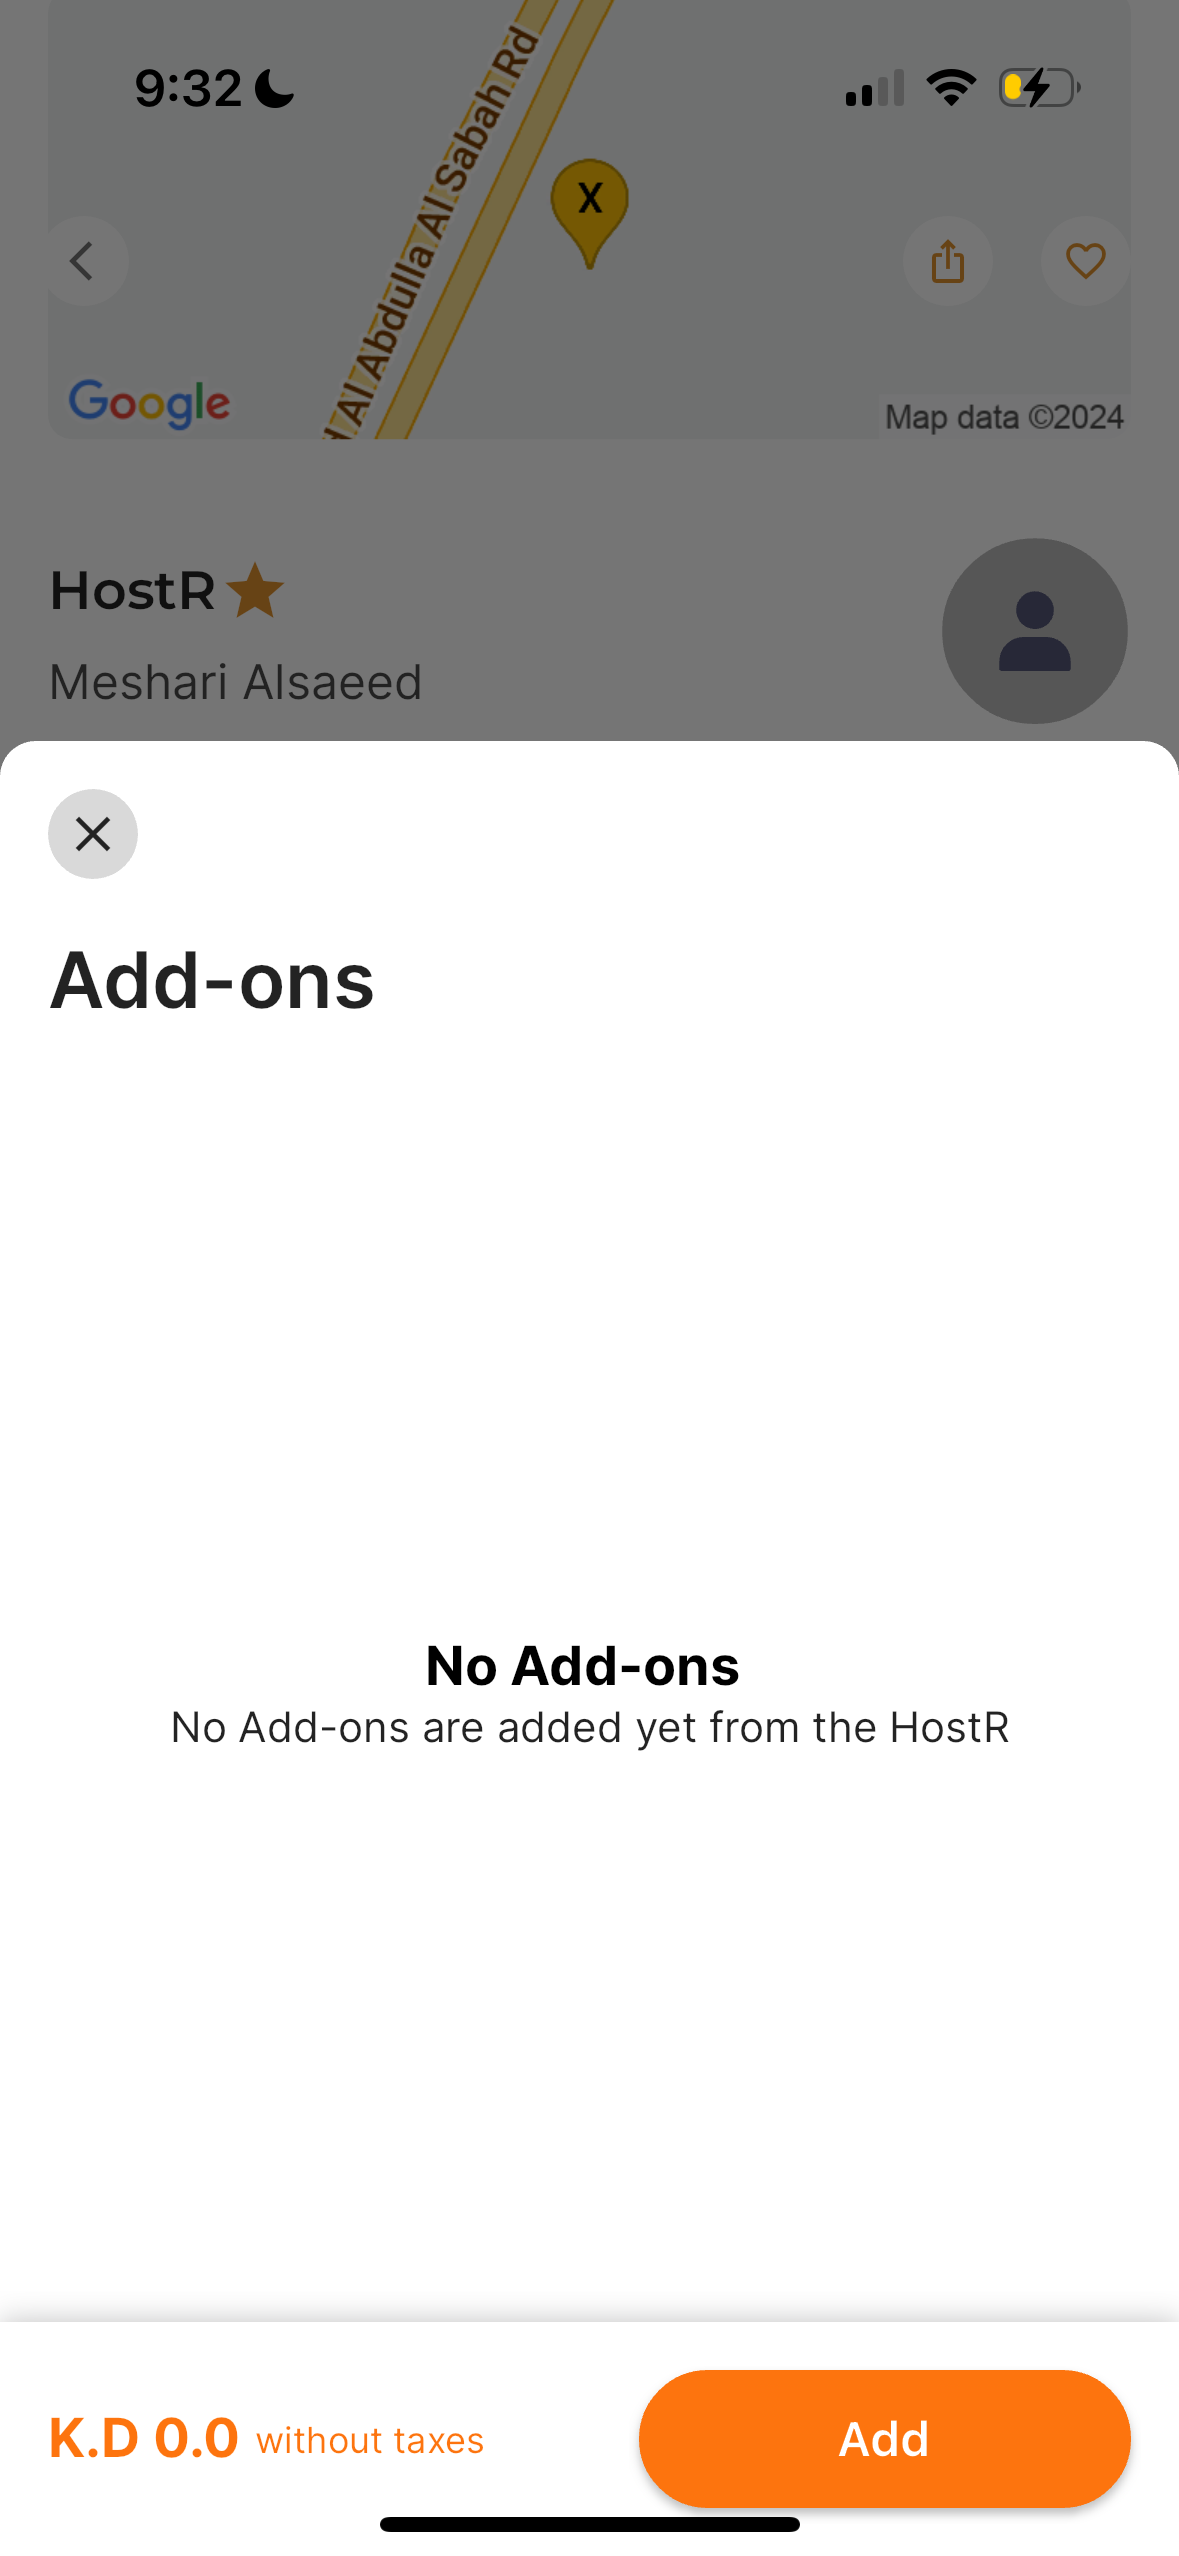 9:32
Al Abdulla Al Sabah Rd
X
Google
Map data ©2024
HostR
Meshari Alsaeed
Add-ons
No Add-ons
No Add-ons are added yet from the HostR
K.D 0.0 without taxes
Add